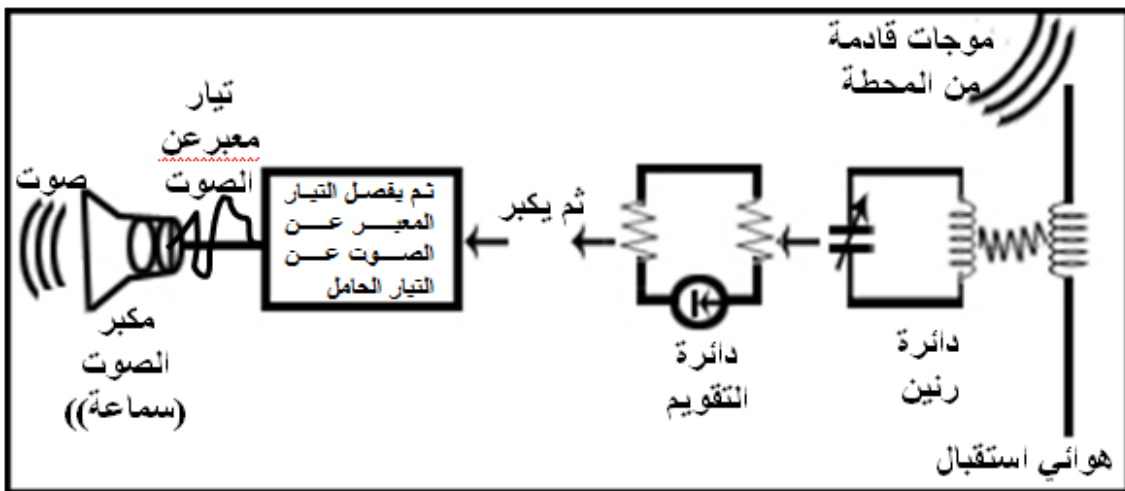 موجات قادمة
من المحطة
تيار
معبرعن
الصوت
صوت
ثم يفصل التيار
المعبر عن
الصوت عن
التيار الحامل
ثم يكبر
دائرة
رنين
دائرة
التقويم
مكبر
الصوت
(سماعة))
هوائي استقبال